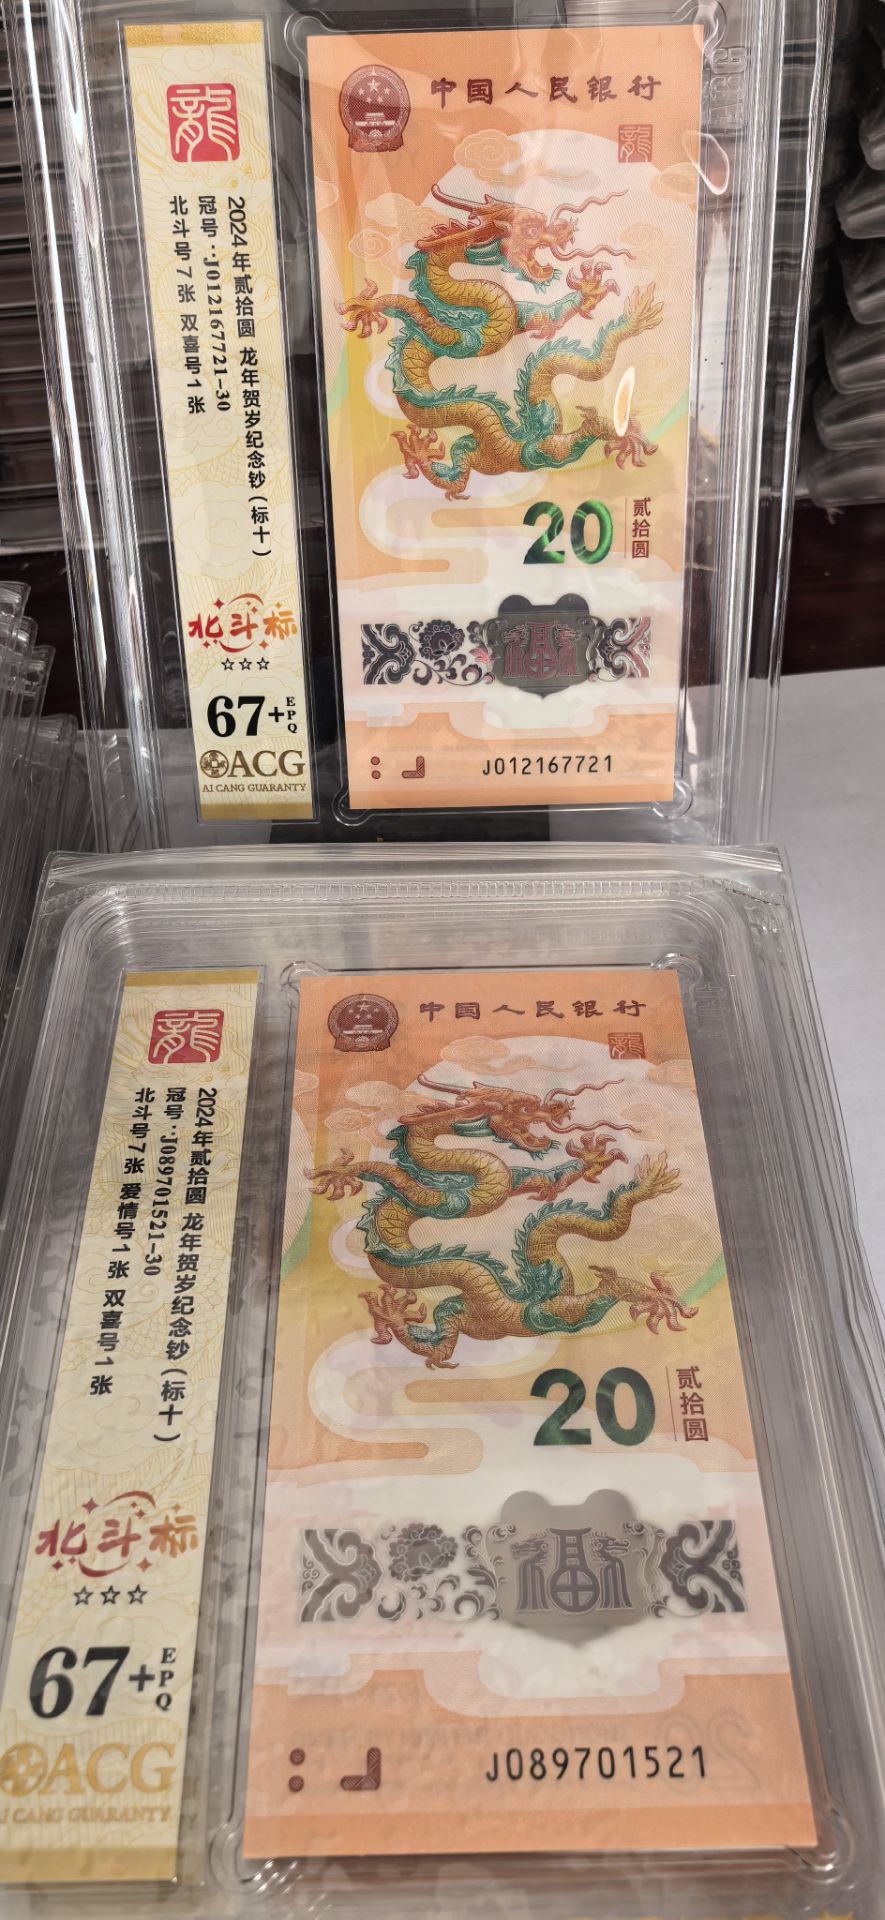 龍
2024年贰拾圆 龙年贺岁纪念钞(标十)
冠号:J012167721-30
北斗号7张 双喜号1张
北斗标
☆☆☆
67+EPQ
ACG
AI CANG GUARANTY
中国人民银行
龍
20
贰拾圆
福
J012167721
龍
2024年贰拾圆 龙年贺岁纪念钞(标十)
冠号:J089701521-30
北斗号7张 爱情号1张 双喜号1张
北斗标
☆☆☆
67+EPQ
ACG
AI CANG GUARANTY
中国人民银行
龍
20
贰拾圆
福
J089701521